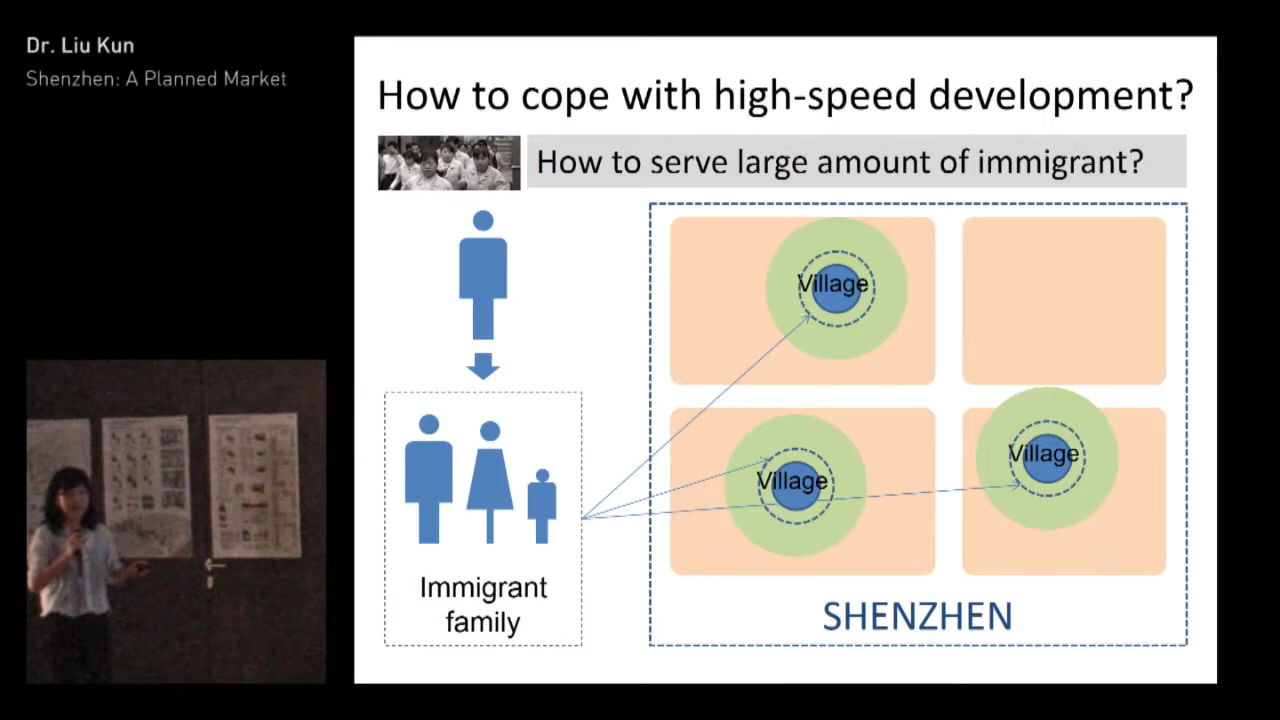 Dr. Liu Kun
Shenzhen: A Planned Market
How to cope with high-speed development?
How to serve large amount of immigrant?
Village
Village
Village
Immigrant
family
SHENZHEN